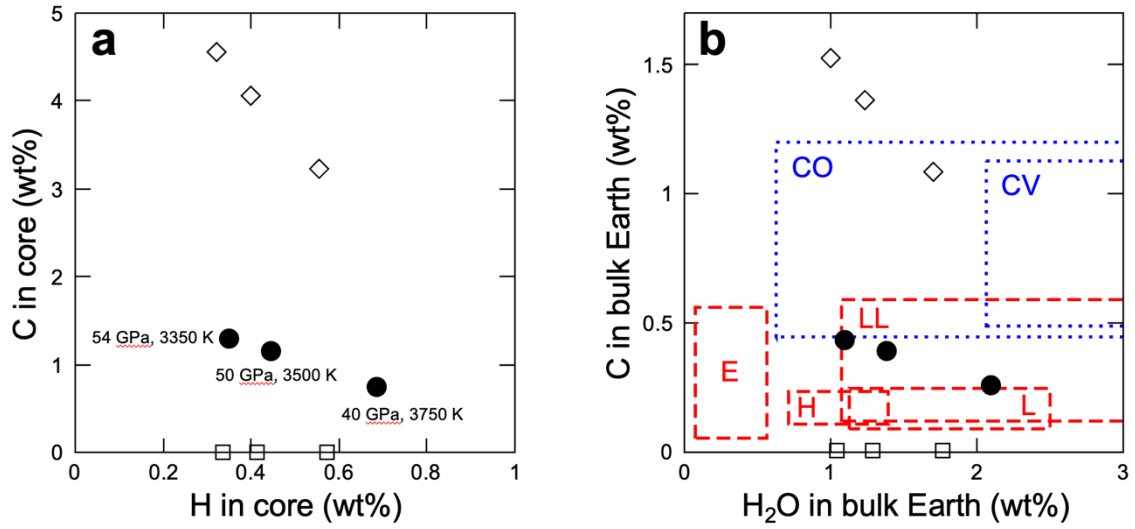 a
5
4
3
2
1
0
C in core (wt%)
54 GPa, 3350 K
50 GPa, 3500 K
40 GPa, 3750 K
0
0.2
0.4
0.6
0.8
1
H in core (wt%)
b
1.5
1
0.5
0
C in bulk Earth (wt%)
CO
CV
LL
E
H
L
0
1
2
3
H₂O in bulk Earth (wt%)